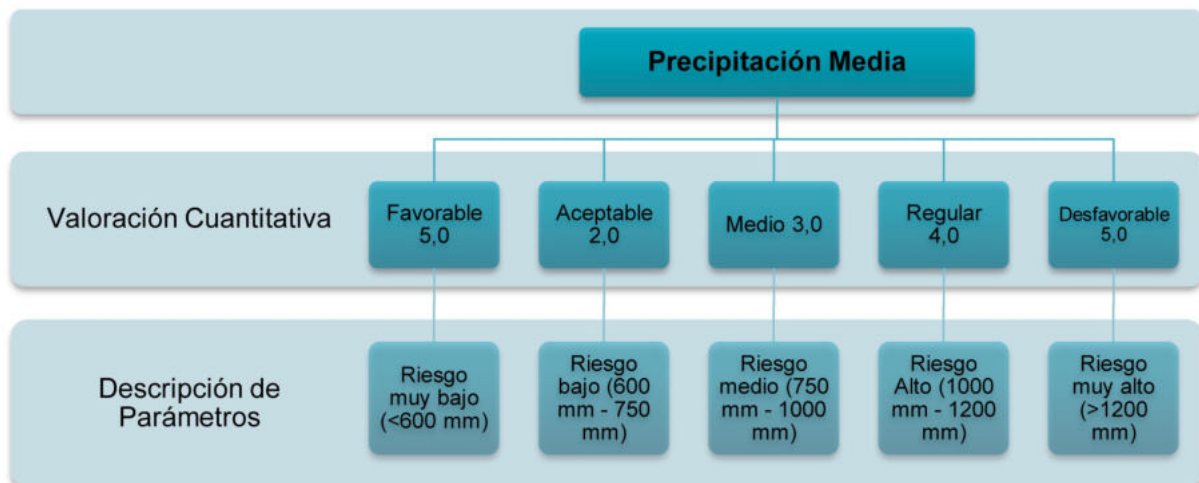 Precipitación Media
Valoración Cuantitativa
Favorable
5,0
Aceptable
2,0
Medio 3,0
Regular
4,0
Desfavorable
5,0
Descripción de
Parámetros
Riesgo
muy bajo
(<600 mm)
Riesgo
bajo (600
mm - 750
mm)
Riesgo
medio (750
mm - 1000
mm)
Riesgo
Alto (1000
mm - 1200
mm)
Riesgo
muy alto
(>1200
mm)